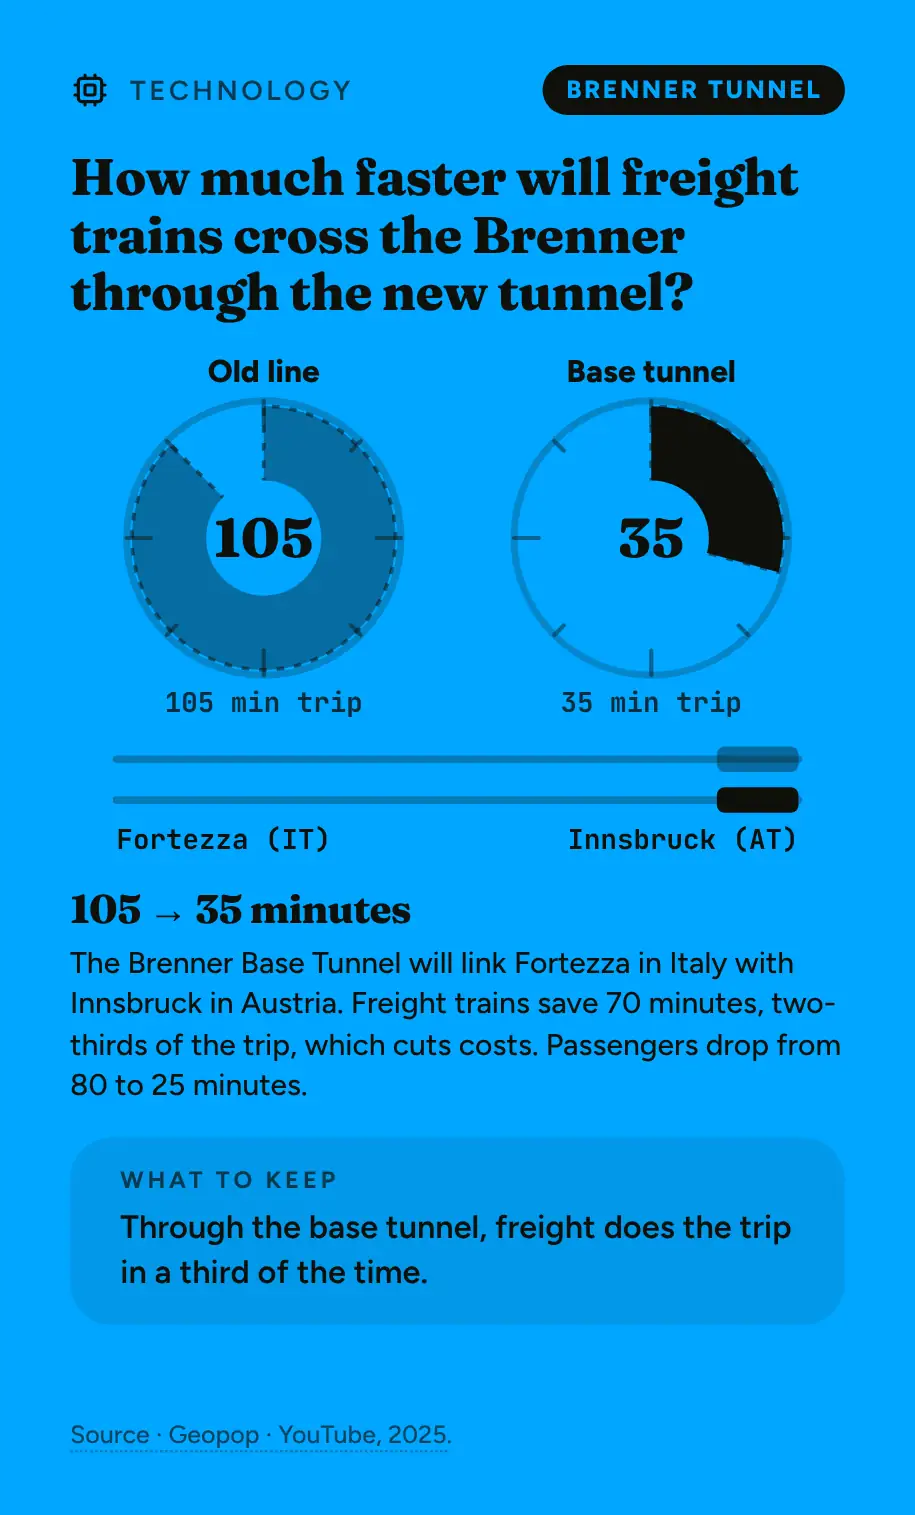 TECHNOLOGY
BRENNER TUNNEL
How much faster will freight
trains cross the Brenner
through the new tunnel?
Old line
Base tunnel
105
35
105 min trip
35 min trip
Fortezza (IT)
Innsbruck (AT)
105 → 35 minutes
The Brenner Base Tunnel will link Fortezza in Italy with
Innsbruck in Austria. Freight trains save 70 minutes, two-
thirds of the trip, which cuts costs. Passengers drop from
80 to 25 minutes.
WHAT TO KEEP
Through the base tunnel, freight does the trip
in a third of the time.
Source · Geopop · YouTube, 2025.